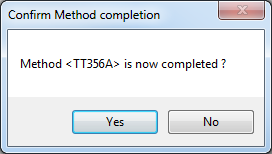 Confirm Method completion
Method <TT356A> is now completed ?
Yes
No